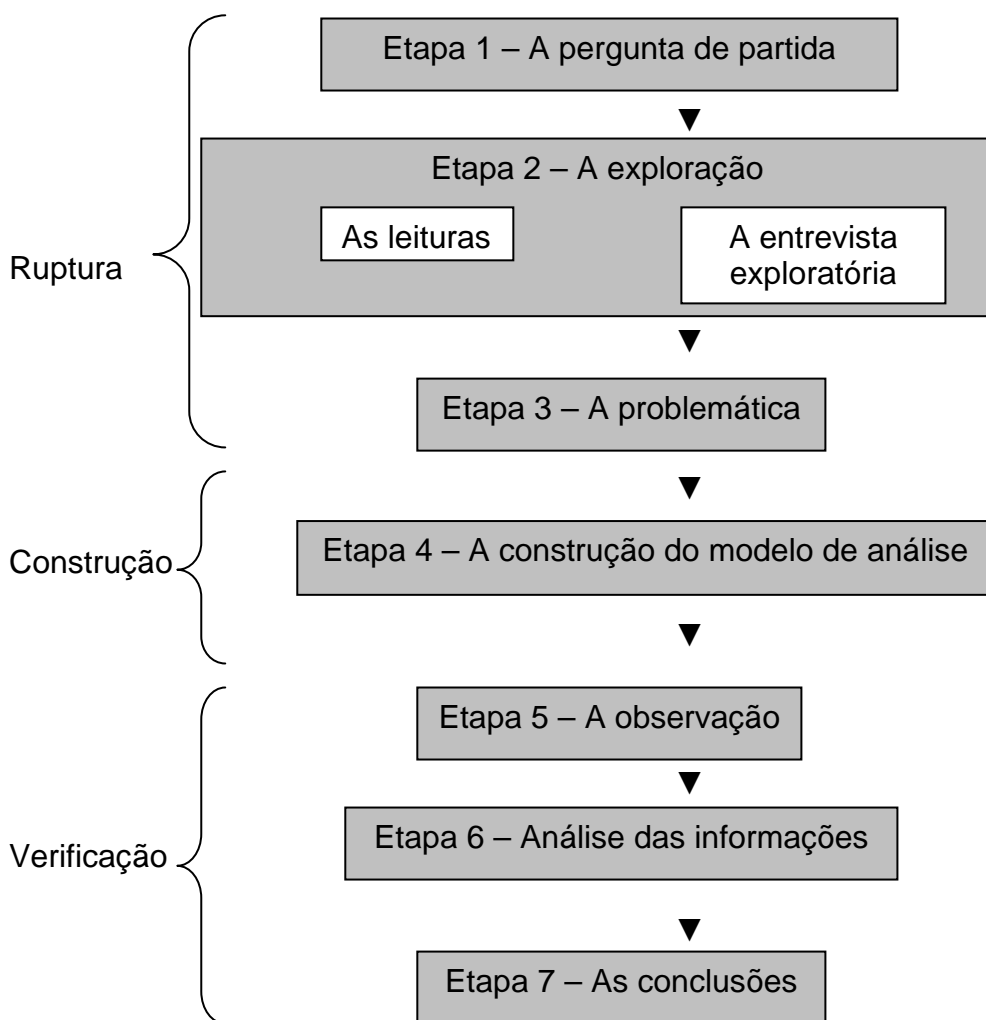 Etapa 1 – A pergunta de partida
Etapa 2 – A exploração
As leituras
A entrevista
exploratória
Ruptura
Etapa 3 – A problemática
Etapa 4 – A construção do modelo de análise
Construção
Etapa 5 – A observação
Etapa 6 – Análise das informações
Verificação
Etapa 7 – As conclusões